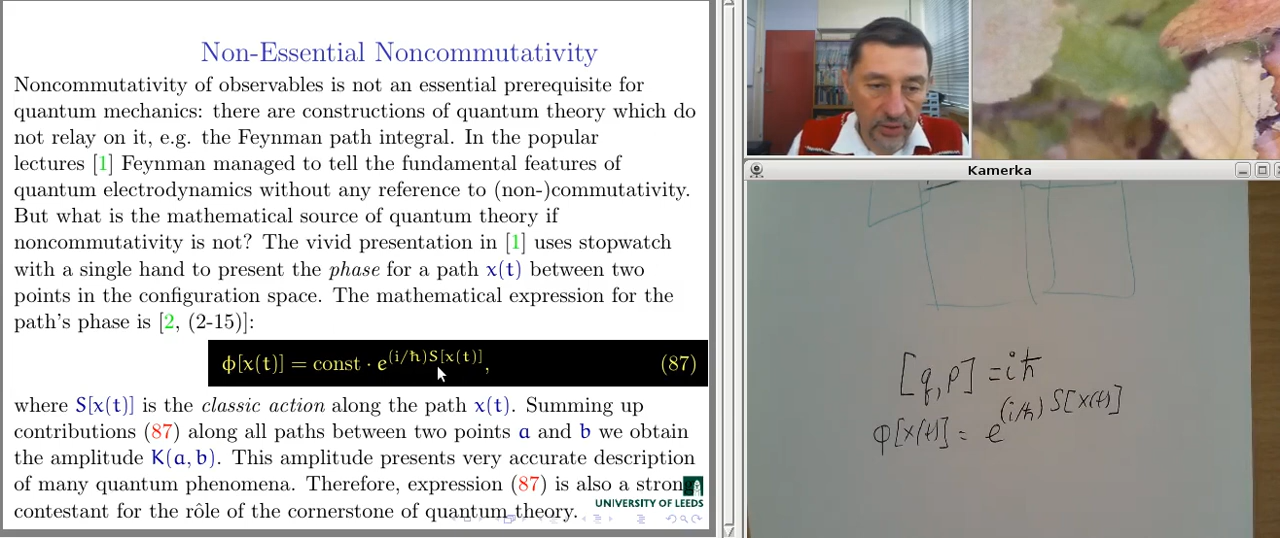 Non-Essential Noncommutativity
Noncommutativity of observables is not an essential prerequisite for
quantum mechanics: there are constructions of quantum theory which do
not relay on it, e.g. the Feynman path integral. In the popular
lectures [1] Feynman managed to tell the fundamental features of
quantum electrodynamics without any reference to (non-)commutativity.
But what is the mathematical source of quantum theory if
noncommutativity is not? The vivid presentation in [1] uses stopwatch
with a single hand to present the phase for a path x(t) between two
points in the configuration space. The mathematical expression for the
path's phase is [2, (2-15)]:
ϕ[x(t)] = const · e^{(i/ℏ)S[x(t)]}, (87)
where S[x(t)] is the classic action along the path x(t). Summing up
contributions (87) along all paths between two points a and b we obtain
the amplitude K(a, b). This amplitude presents very accurate description
of many quantum phenomena. Therefore, expression (87) is also a strong
contestant for the rôle of the cornerstone of quantum theory.
UNIVERSITY OF LEEDS
Kamerka
[q, p] = iℏ
ϕ[x(t)] = e^{(i/ℏ) S[x(t)]}